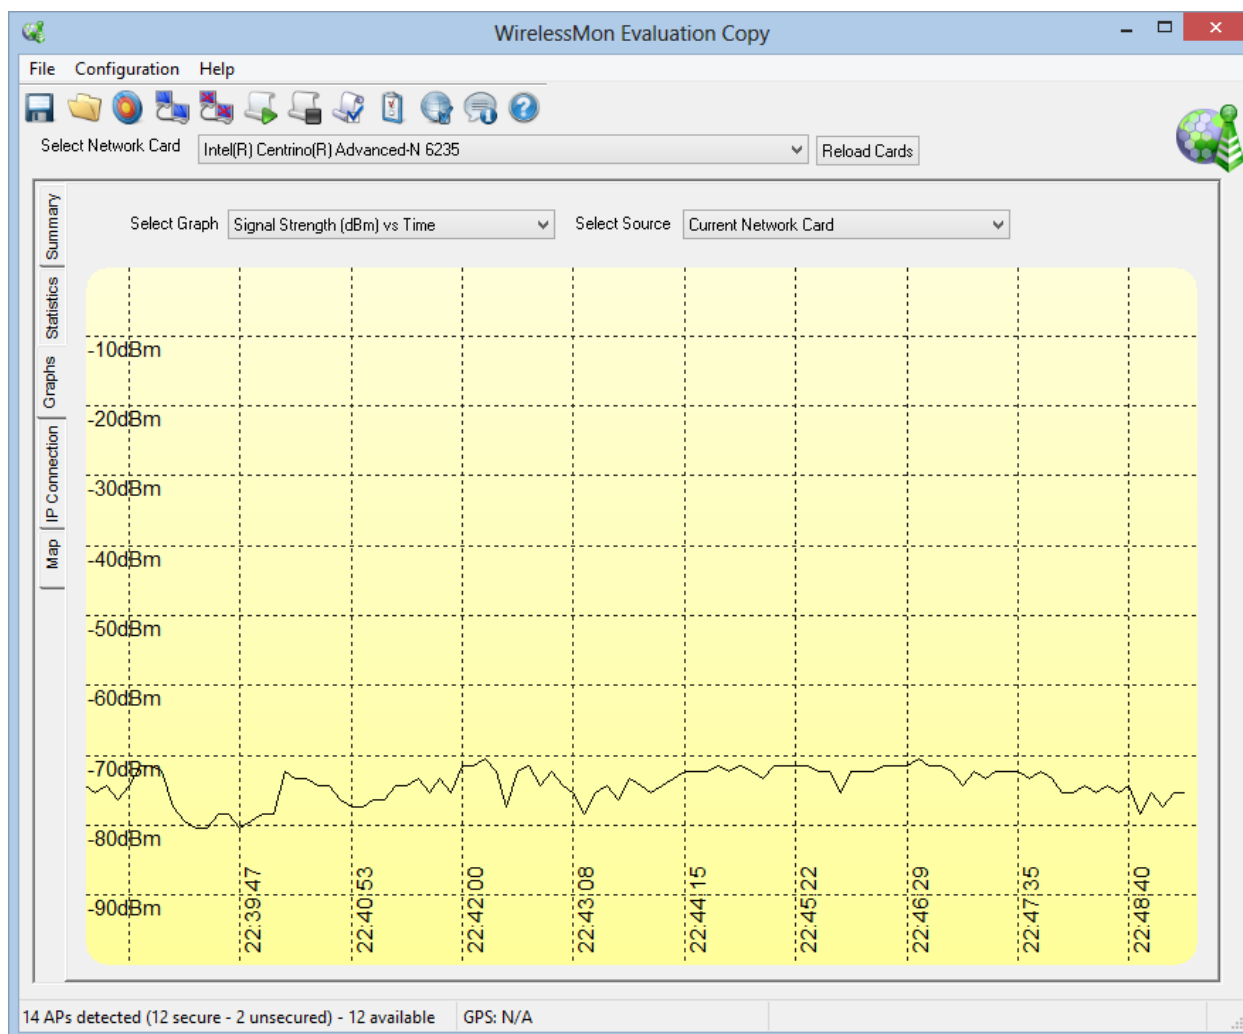 WirelessMon Evaluation Copy
File Configuration Help
Select Network Card Intel(R) Centrino(R) Advanced-N 6235 Reload Cards
Select Graph Signal Strength (dBm) vs Time Select Source Current Network Card
Summary
Statistics
Graphs
IP Connection
Map
-10dBm
-20dBm
-30dBm
-40dBm
-50dBm
-60dBm
-70dBm
-80dBm
-90dBm
22:39:47
22:40:53
22:42:00
22:43:08
22:44:15
22:45:22
22:46:29
22:47:35
22:48:40
14 APs detected (12 secure - 2 unsecured) - 12 available GPS: N/A